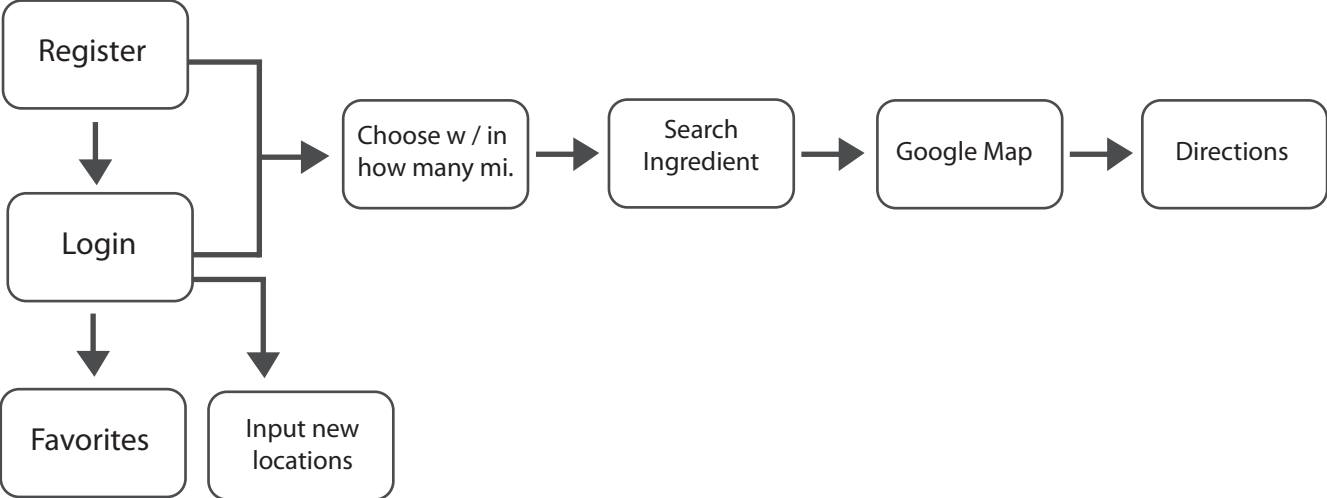 Register
Choose w / in
how many mi.
Search
Ingredient
Google Map
Directions
Login
Favorites
Input new
locations